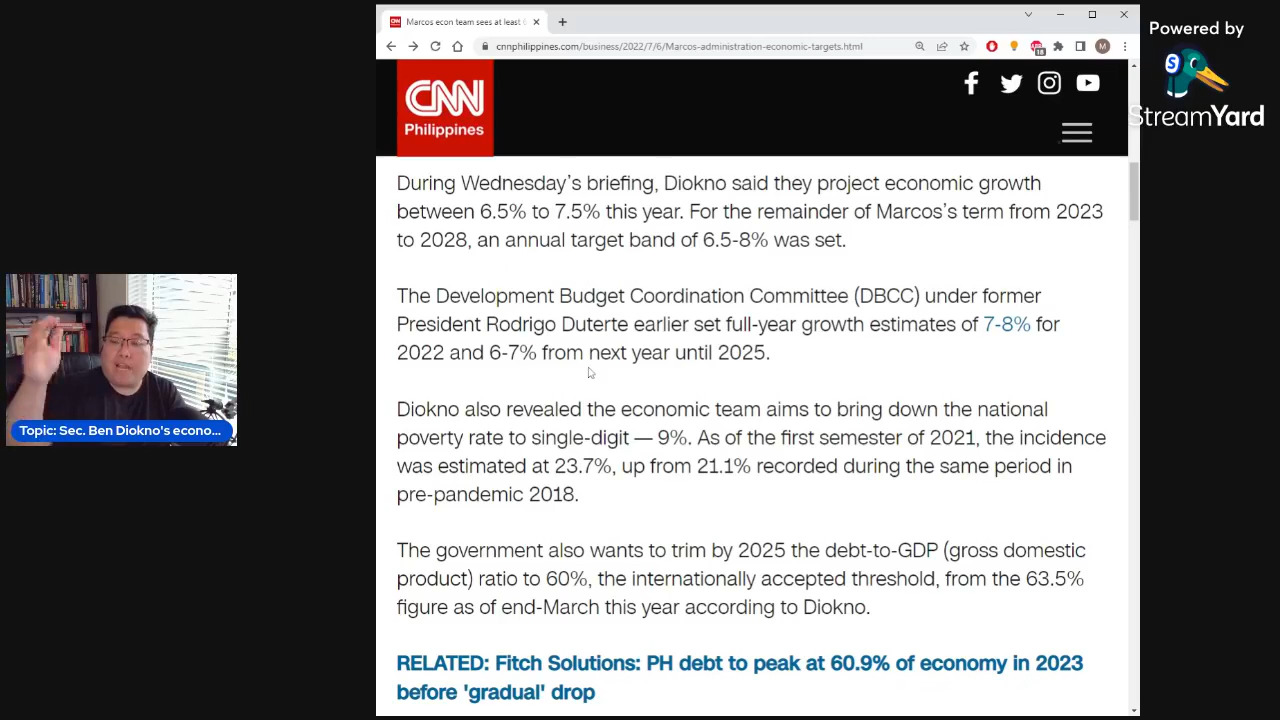 Marcos econ team sees at least 6
cnnphilippines.com/business/2022/7/6/Marcos-administration-economic-targets.html
18
M
Powered by
S
StreamYard
CNN
Philippines
During Wednesday's briefing, Diokno said they project economic growth
between 6.5% to 7.5% this year. For the remainder of Marcos's term from 2023
to 2028, an annual target band of 6.5-8% was set.
The Development Budget Coordination Committee (DBCC) under former
President Rodrigo Duterte earlier set full-year growth estimates of 7-8% for
2022 and 6-7% from next year until 2025.
Diokno also revealed the economic team aims to bring down the national
poverty rate to single-digit — 9%. As of the first semester of 2021, the incidence
was estimated at 23.7%, up from 21.1% recorded during the same period in
pre-pandemic 2018.
The government also wants to trim by 2025 the debt-to-GDP (gross domestic
product) ratio to 60%, the internationally accepted threshold, from the 63.5%
figure as of end-March this year according to Diokno.
RELATED: Fitch Solutions: PH debt to peak at 60.9% of economy in 2023
before 'gradual' drop
Topic: Sec. Ben Diokno's econo...